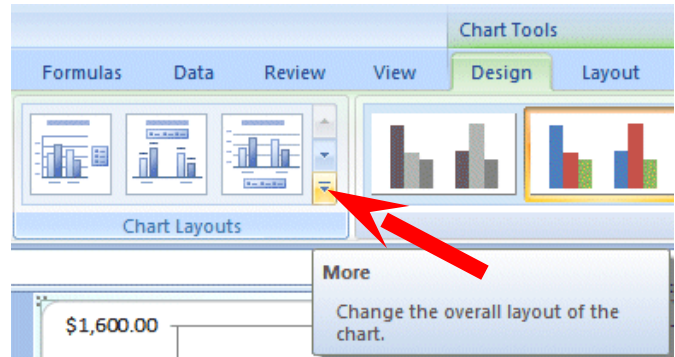 Chart Tools
Formulas Data Review View Design Layout
Chart Layouts
More
Change the overall layout of the
chart.
$1,600.00